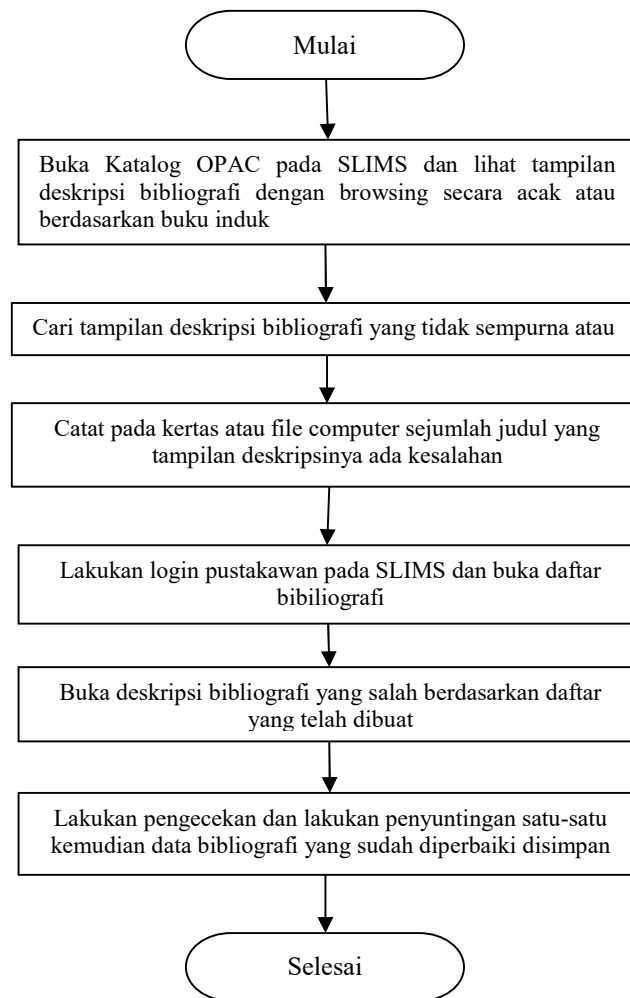 Mulai
Buka Katalog OPAC pada SLIMS dan lihat tampilan
deskripsi bibliografi dengan browsing secara acak atau
berdasarkan buku induk
Cari tampilan deskripsi bibliografi yang tidak sempurna atau
Catat pada kertas atau file computer sejumlah judul yang
tampilan deskripsinya ada kesalahan
Lakukan login pustakawan pada SLIMS dan buka daftar
bibiliografi
Buka deskripsi bibliografi yang salah berdasarkan daftar
yang telah dibuat
Lakukan pengecekan dan lakukan penyuntingan satu-satu
kemudian data bibliografi yang sudah diperbaiki disimpan
Selesai